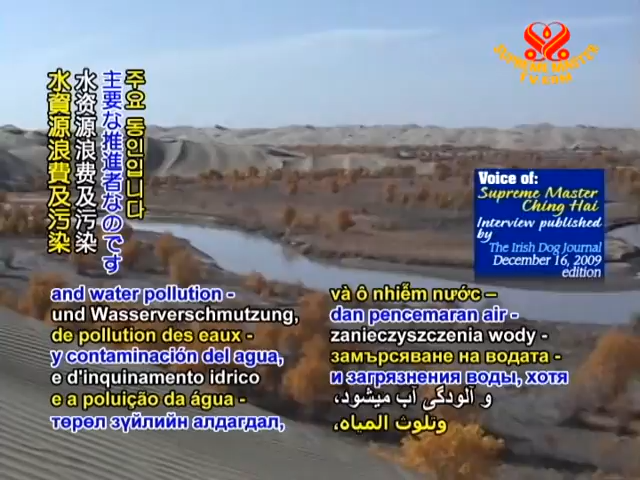 SUPREME MASTER
TV.COM
水資源浪費及污染
水资源浪费及污染
主要な推進者なのです
주요 동인입니다
Voice of:
Supreme Master
Ching Hai
Interview published
by
The Irish Dog Journal
December 16, 2009
edition
and water pollution -
und Wasserverschmutzung,
de pollution des eaux -
y contaminación del agua,
e d'inquinamento idrico
e a poluição da água -
төрөл зүйлийн алдагдал,
và ô nhiễm nước –
dan pencemaran air -
zanieczyszczenia wody -
замърсяване на водата -
и загрязнения воды, хотя
و آلودگی آب میشود،
وتلوث المياه،